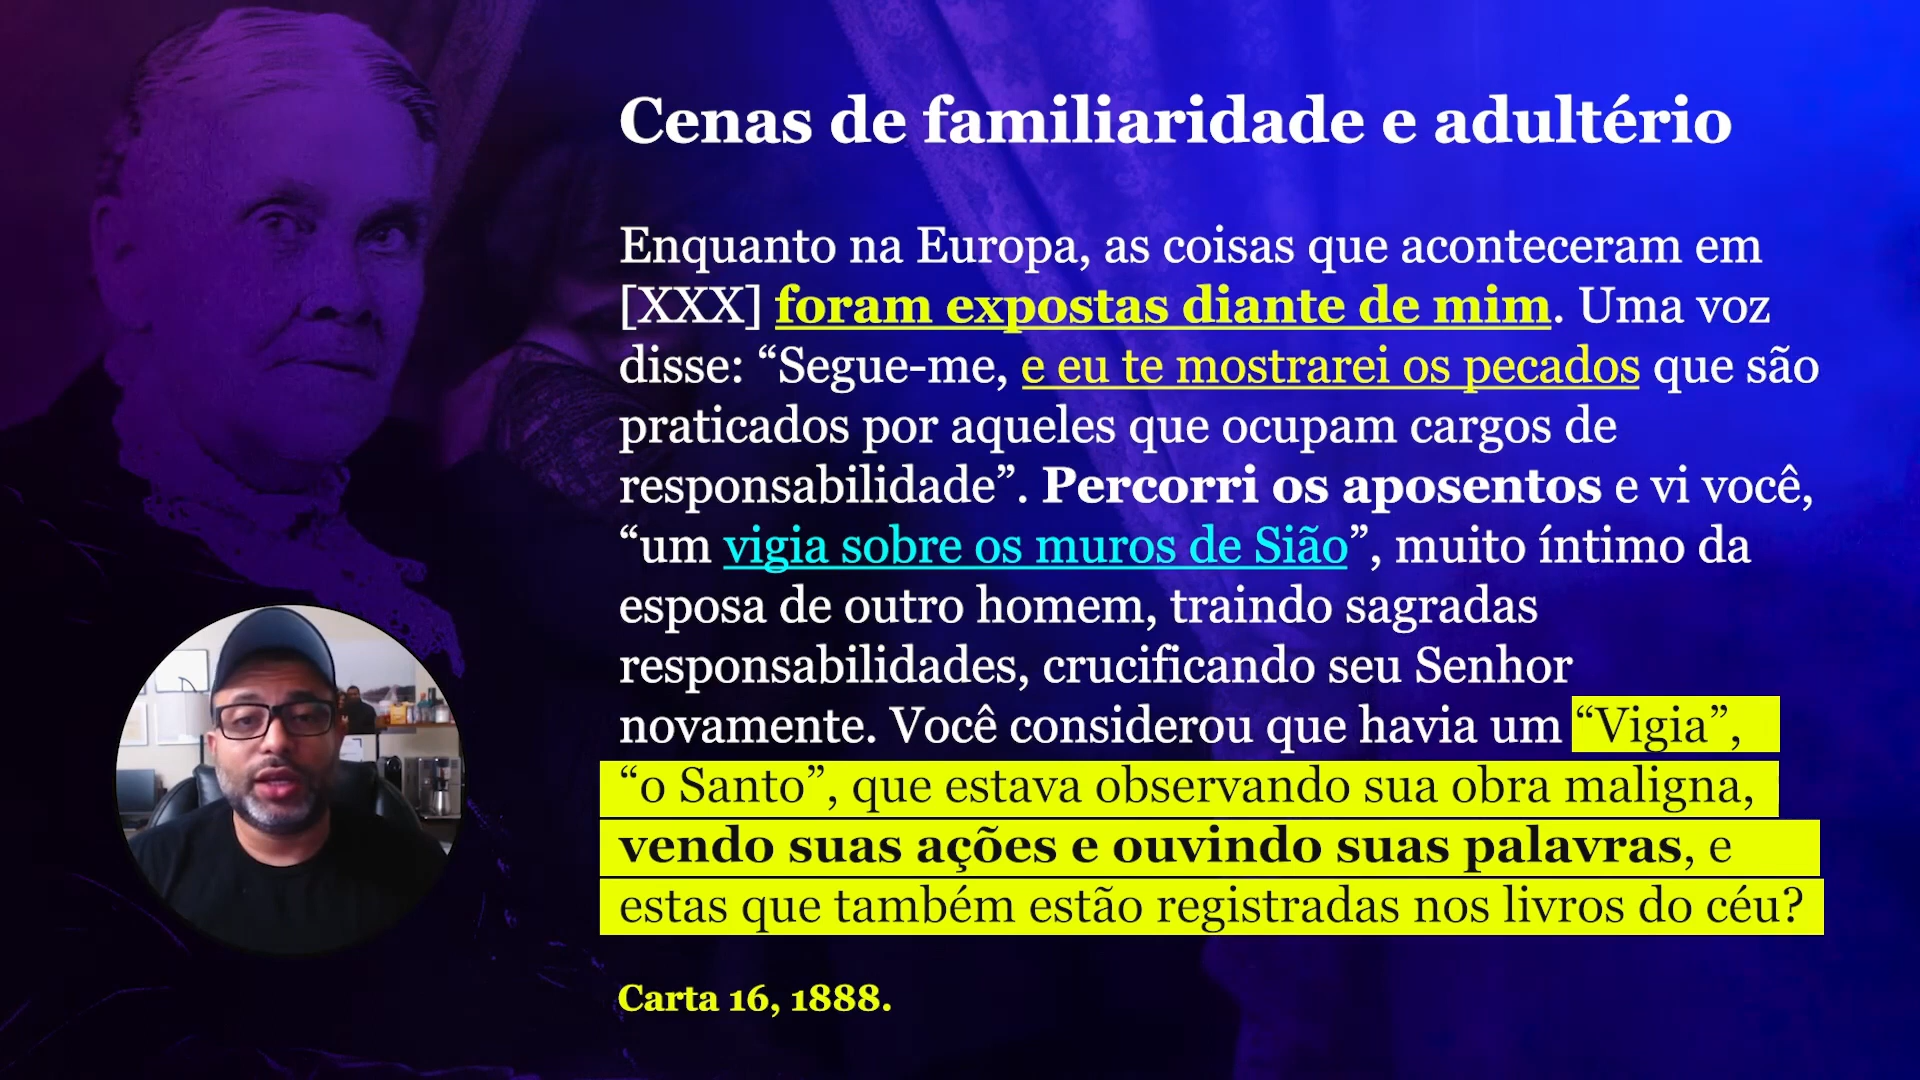 Cenas de familiaridade e adultério
Enquanto na Europa, as coisas que aconteceram em
[XXX] foram expostas diante de mim. Uma voz
disse: “Segue-me, e eu te mostrarei os pecados que são
praticados por aqueles que ocupam cargos de
responsabilidade”. Percorri os aposentos e vi você,
“um vigia sobre os muros de Sião”, muito íntimo da
esposa de outro homem, traindo sagradas
responsabilidades, crucificando seu Senhor
novamente. Você considerou que havia um “Vigia”,
“o Santo”, que estava observando sua obra maligna,
vendo suas ações e ouvindo suas palavras, e
estas que também estão registradas nos livros do céu?
Carta 16, 1888.